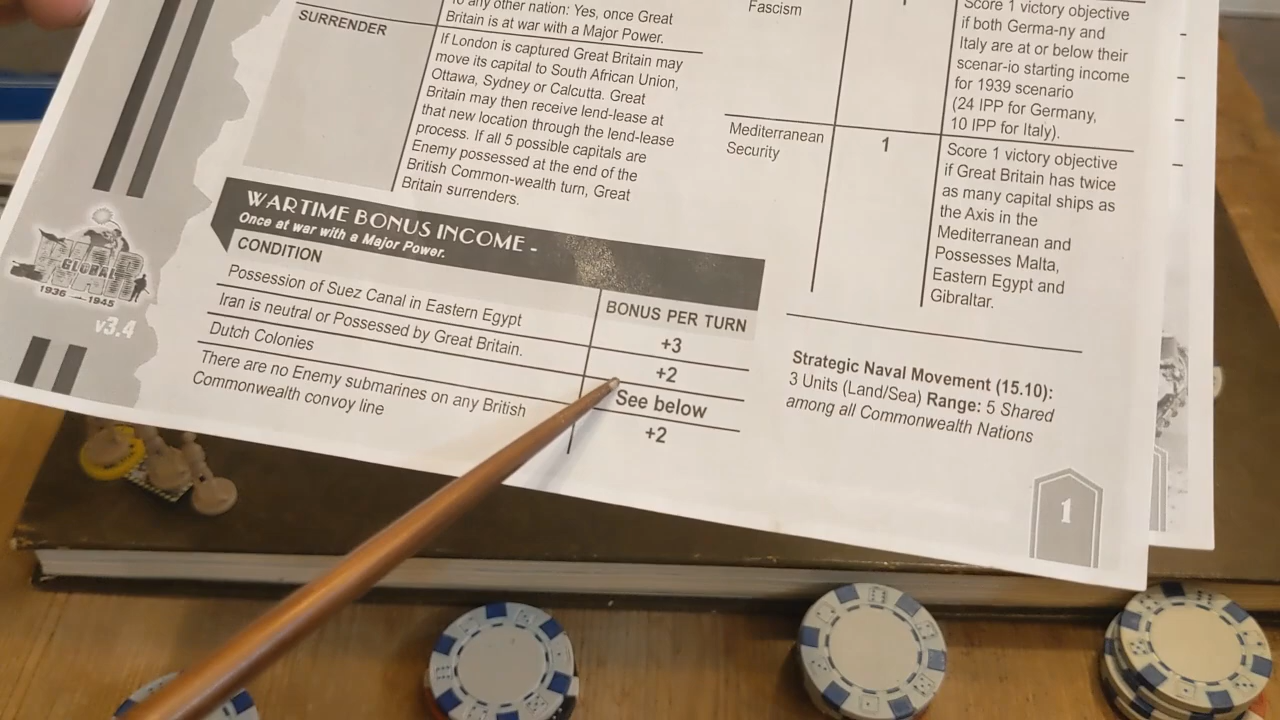 SURRENDER
To any other nation: Yes, once Great
Britain is at war with a Major Power.
If London is captured Great Britain may
move its capital to South African Union,
Ottawa, Sydney or Calcutta. Great
Britain may then receive lend-lease at
that new location through the lend-lease
process. If all 5 possible capitals are
Enemy possessed at the end of the
British Common-wealth turn, Great
Britain surrenders.
WARTIME BONUS INCOME -
Once at war with a Major Power.
CONDITION
BONUS PER TURN
Possession of Suez Canal in Eastern Egypt
+3
Iran is neutral or Possessed by Great Britain.
+2
Dutch Colonies
See below
There are no Enemy submarines on any British
Commonwealth convoy line
+2
GLOBAL
WAR
1936 1945
v3.4
Fascism
Score 1 victory objective
if both Germa-ny and
Italy are at or below their
scenar-io starting income
for 1939 scenario
(24 IPP for Germany,
10 IPP for Italy).
Mediterranean
Security
1
Score 1 victory objective
if Great Britain has twice
as many capital ships as
the Axis in the
Mediterranean and
Possesses Malta,
Eastern Egypt and
Gibraltar.
Strategic Naval Movement (15.10):
3 Units (Land/Sea) Range: 5 Shared
among all Commonwealth Nations
1